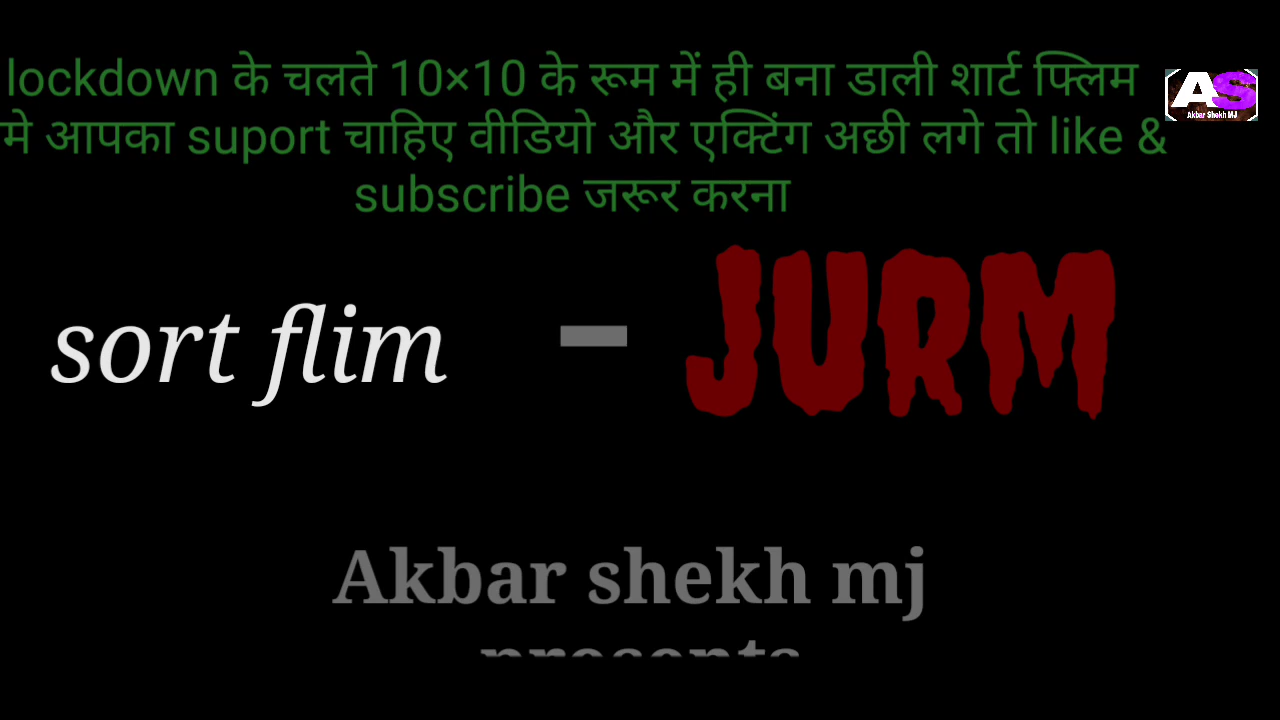 lockdown के चलते 10×10 के रूम में ही बना डाली शार्ट फ्लिम
मे आपका suport चाहिए वीडियो और एक्टिंग अछी लगे तो like &
subscribe जरूर करना
AS
Akbar Shekh MJ
sort flim - JURM
Akbar shekh mj
presents